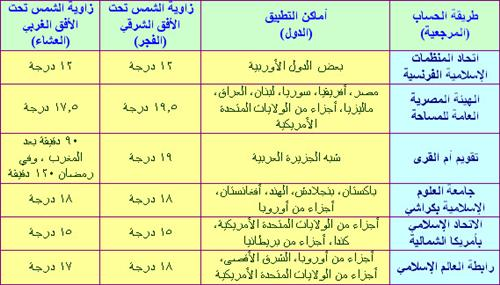 طريقة الحساب
(المرجعية)
أماكن التطبيق
(الدول)
زاوية الشمس تحت
الأفق الشرقي
(الفجر)
زاوية الشمس تحت
الأفق الغربي
(العشاء)
اتحاد المنظمات
الإسلامية الفرنسية
بعض الدول الأوربية
١٢ درجة
١٢ درجة
الهيئة المصرية
العامة للمساحة
مصر، أفريقيا، سوريا، لبنان، العراق،
ماليزيا، أجزاء من الولايات المتحدة
الأمريكية
١٩,٥ درجة
١٧,٥ درجة
تقويم أم القرى
شبه الجزيرة العربية
١٩ درجة
٩٠ دقيقة بعد
المغرب ، وفي
رمضان ١٢٠ دقيقة
جامعة العلوم
الإسلامية بكراشي
باكستان، بنجلادش، الهند، أفغانستان،
أجزاء من أوروبا
١٨ درجة
١٨ درجة
الاتحاد الإسلامي
بأمريكا الشمالية
أجزاء من الولايات المتحدة الأمريكية،
كندا، أجزاء من بريطانيا
١٥ درجة
١٥ درجة
رابطة العالم الإسلامي
أجزاء من أوروبا، الشرق الأقصى،
أجزاء من الولايات المتحدة الأمريكية
١٨ درجة
١٧ درجة